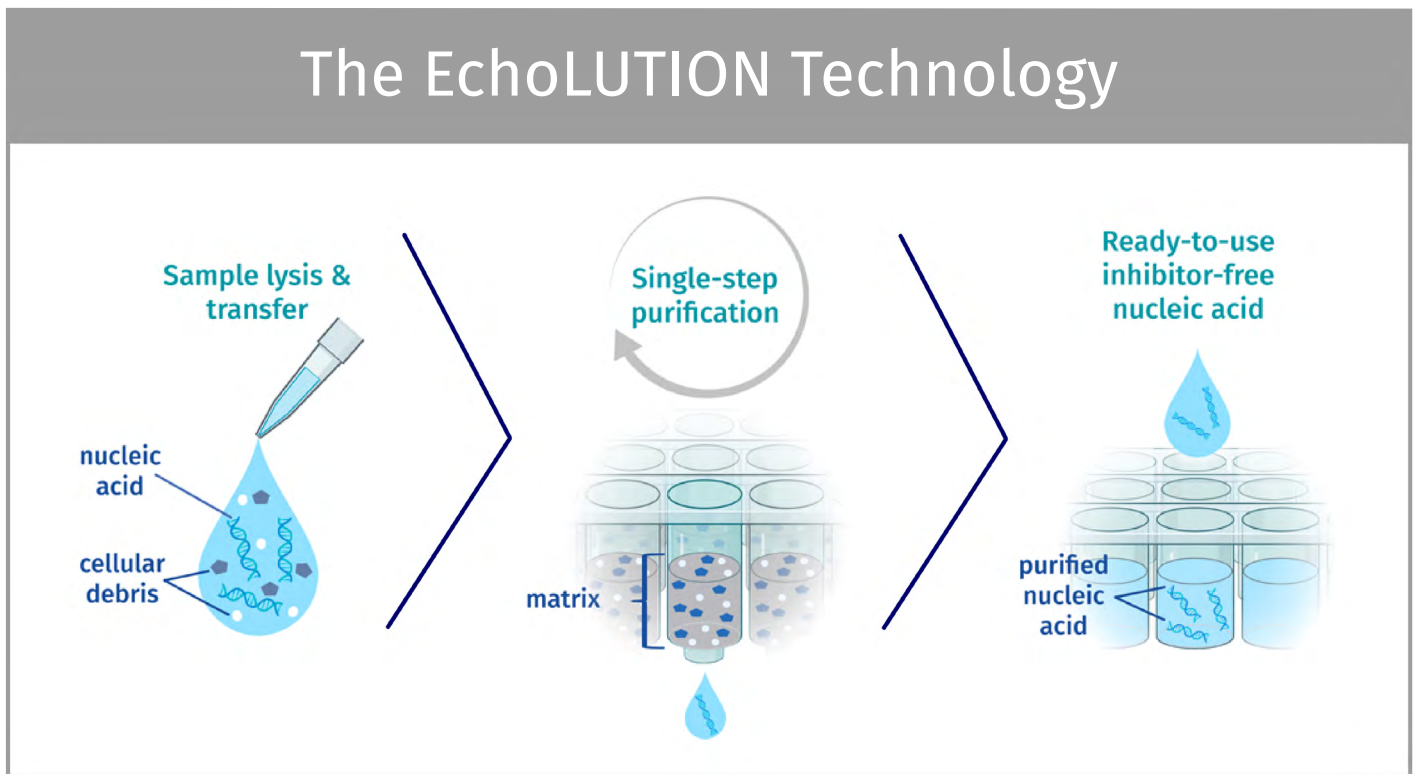 The EchoLUTION Technology
Sample lysis &
transfer
nucleic
acid
cellular
debris
Single-step
purification
matrix
Ready-to-use
inhibitor-free
nucleic acid
purified
nucleic
acid